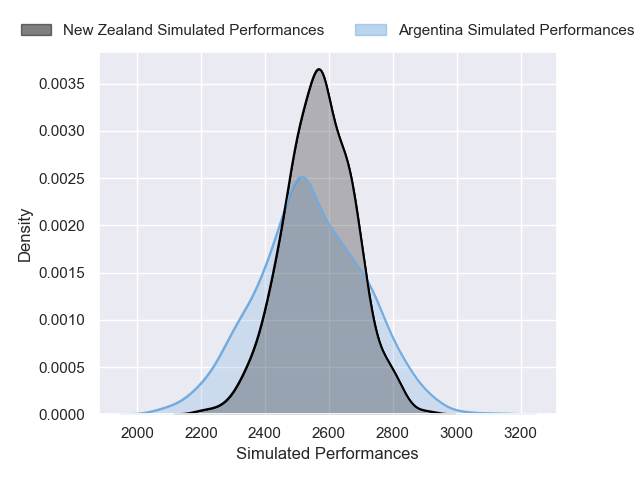 New Zealand Simulated Performances Argentina Simulated Performances
0.0035
0.0030
0.0025
0.0020
0.0015
0.0010
0.0005
0.0000
Density
2000 2200 2400 2600 2800 3000 3200
Simulated Performances